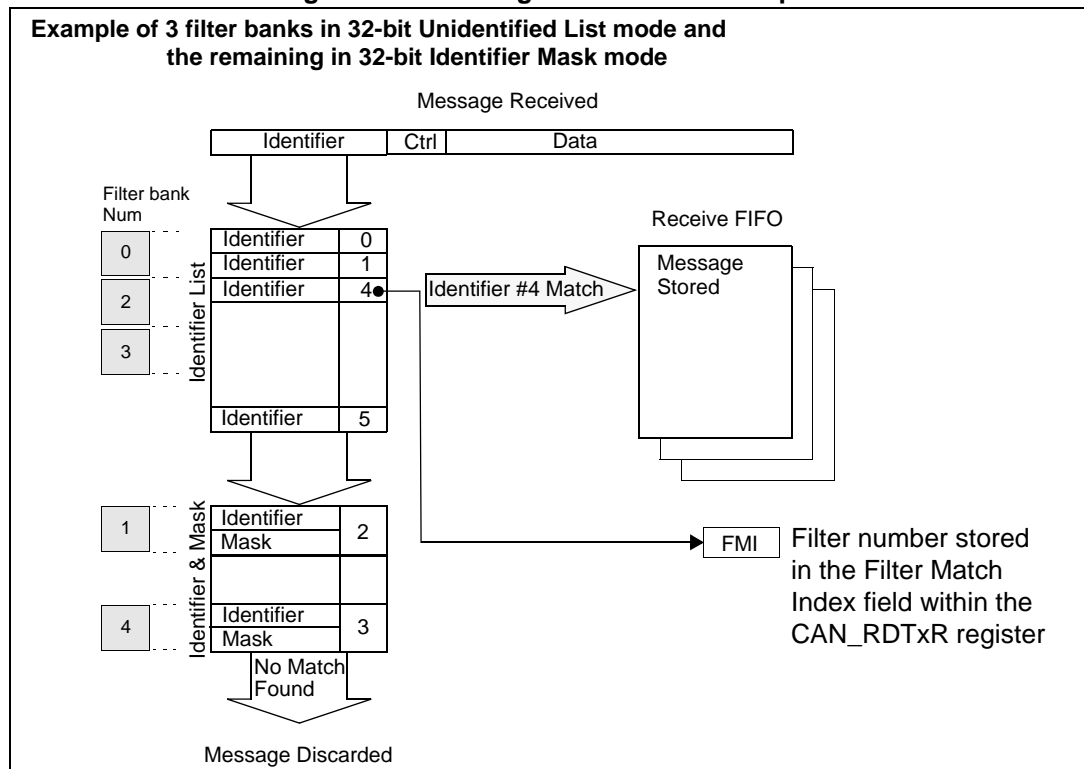 Example of 3 filter banks in 32-bit Unidentified List mode and
the remaining in 32-bit Identifier Mask mode
Message Received
Identifier Ctrl Data
Filter bank
Num
Receive FIFO
0
2
3
Identifier List
Identifier 0
Identifier 1
Identifier 4
Identifier #4 Match
Message
Stored
Identifier 5
1
4
Identifier & Mask
Identifier
Mask
2
Identifier
Mask
3
FMI
Filter number stored
in the Filter Match
Index field within the
CAN_RDTxR register
No Match
Found
Message Discarded